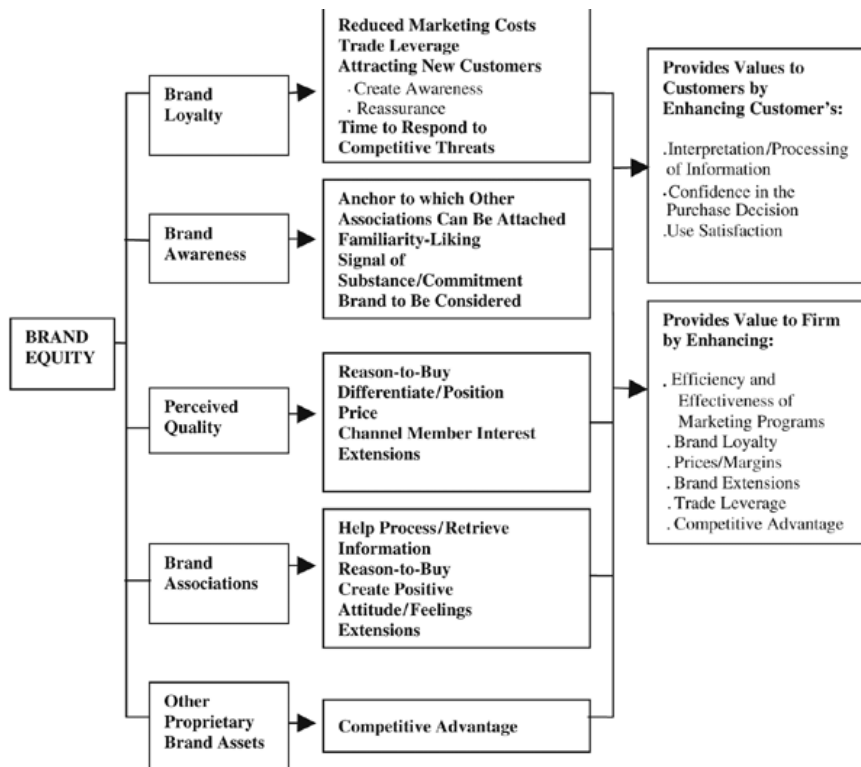 BRAND
EQUITY
Brand
Loyalty
Reduced Marketing Costs
Trade Leverage
Attracting New Customers
· Create Awareness
· Reassurance
Time to Respond to
Competitive Threats
Brand
Awareness
Anchor to which Other
Associations Can Be Attached
Familiarity-Liking
Signal of
Substance/Commitment
Brand to Be Considered
Perceived
Quality
Reason-to-Buy
Differentiate/Position
Price
Channel Member Interest
Extensions
Brand
Associations
Help Process/Retrieve
Information
Reason-to-Buy
Create Positive
Attitude/Feelings
Extensions
Other
Proprietary
Brand Assets
Competitive Advantage
Provides Values to
Customers by
Enhancing Customer's:
.Interpretation/Processing
of Information
.Confidence in the
Purchase Decision
.Use Satisfaction
Provides Value to Firm
by Enhancing:
. Efficiency and
Effectiveness of
Marketing Programs
. Brand Loyalty
. Prices/Margins
. Brand Extensions
. Trade Leverage
. Competitive Advantage